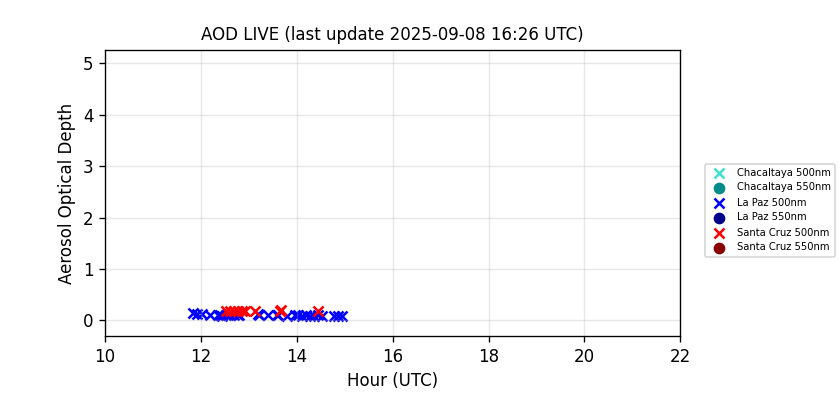 AOD LIVE (last update 2025-09-08 16:26 UTC)
Aerosol Optical Depth
5
4
3
2
1
0
10 12 14 16 18 20 22
Hour (UTC)
Chacaltaya 500nm
Chacaltaya 550nm
La Paz 500nm
La Paz 550nm
Santa Cruz 500nm
Santa Cruz 550nm